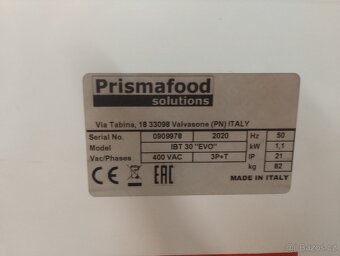 Prismafood
solutions
Via Tabina, 18 33098 Valvasone (PN) ITALY
Serial No. 0909978 2020 Hz 50
Model IBT 30 "EVO" kW 1,1
Vac/Phases 400 VAC 3P+T IP 21
kg 82
CE EAC MADE IN ITALY